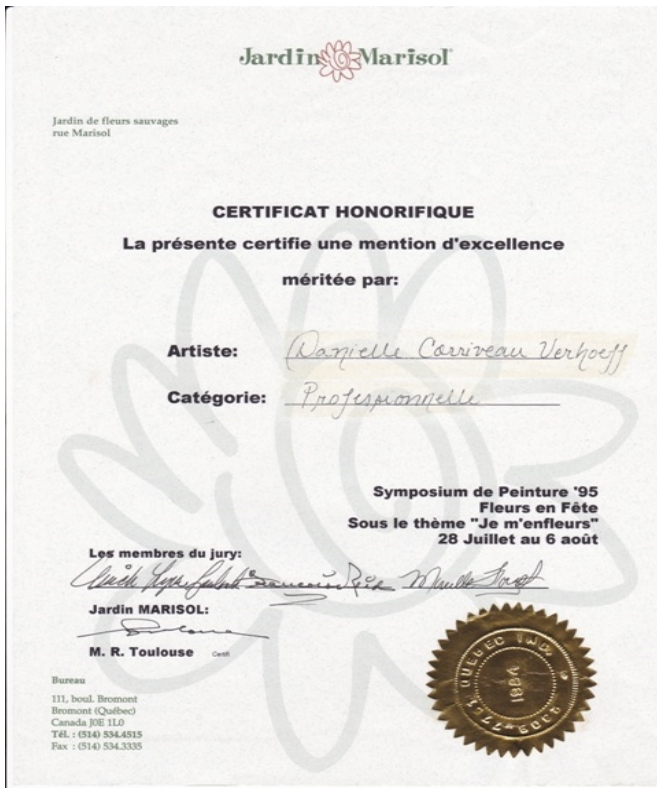 Jardin Marisol
Jardin de fleurs sauvages
rue Marisol
CERTIFICAT HONORIFIQUE
La présente certifie une mention d'excellence
méritée par:
Artiste: Danielle Corriveau Verhoeff
Catégorie: Professionnelle
Symposium de Peinture '95
Fleurs en Fête
Sous le thème "Je m'enfleurs"
28 Juillet au 6 août
Les membres du jury:
Jardin MARISOL:
M. R. Toulouse
Bureau
111, boul. Bromont
Bromont (Québec)
Canada J0E 1L0
Tél. : (514) 534.4515
Fax : (514) 534.3335
QUEBEC INC.
1994